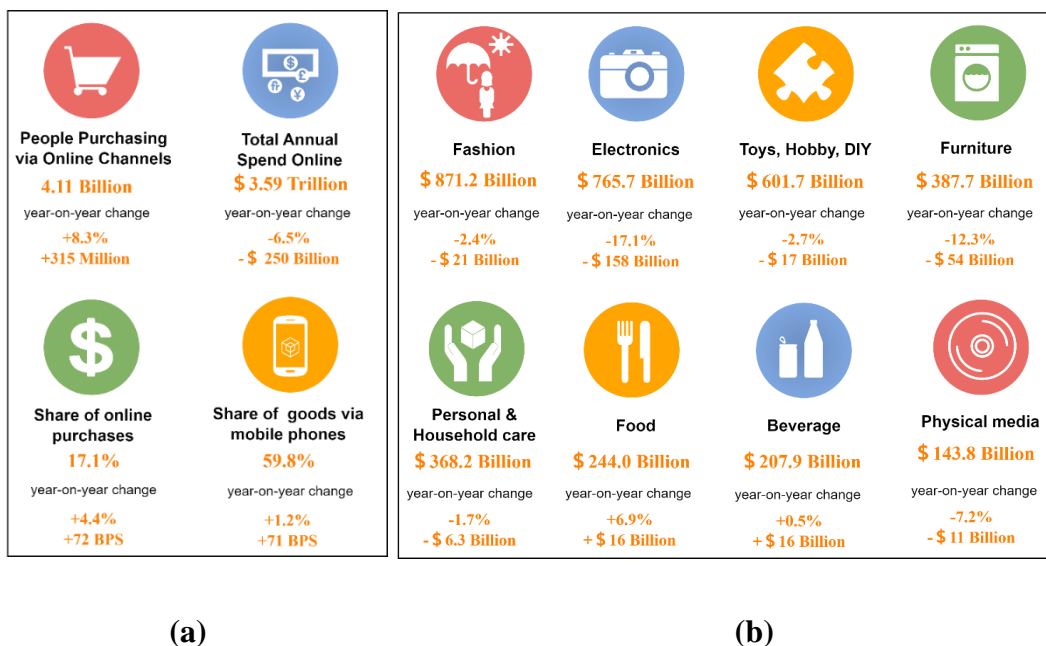 People Purchasing
via Online Channels
4.11 Billion
year-on-year change
+8.3%
+315 Million
Total Annual
Spend Online
$ 3.59 Trillion
year-on-year change
-6.5%
- $ 250 Billion
Share of online
purchases
17.1%
year-on-year change
+4.4%
+72 BPS
Share of goods via
mobile phones
59.8%
year-on-year change
+1.2%
+71 BPS
(a)
Fashion
$ 871.2 Billion
year-on-year change
-2.4%
- $ 21 Billion
Electronics
$ 765.7 Billion
year-on-year change
-17.1%
- $ 158 Billion
Toys, Hobby, DIY
$ 601.7 Billion
year-on-year change
-2.7%
- $ 17 Billion
Furniture
$ 387.7 Billion
year-on-year change
-12.3%
- $ 54 Billion
Personal &
Household care
$ 368.2 Billion
year-on-year change
-1.7%
- $ 6.3 Billion
Food
$ 244.0 Billion
year-on-year change
+6.9%
+ $ 16 Billion
Beverage
$ 207.9 Billion
year-on-year change
+0.5%
+ $ 16 Billion
Physical media
$ 143.8 Billion
year-on-year change
-7.2%
- $ 11 Billion
(b)